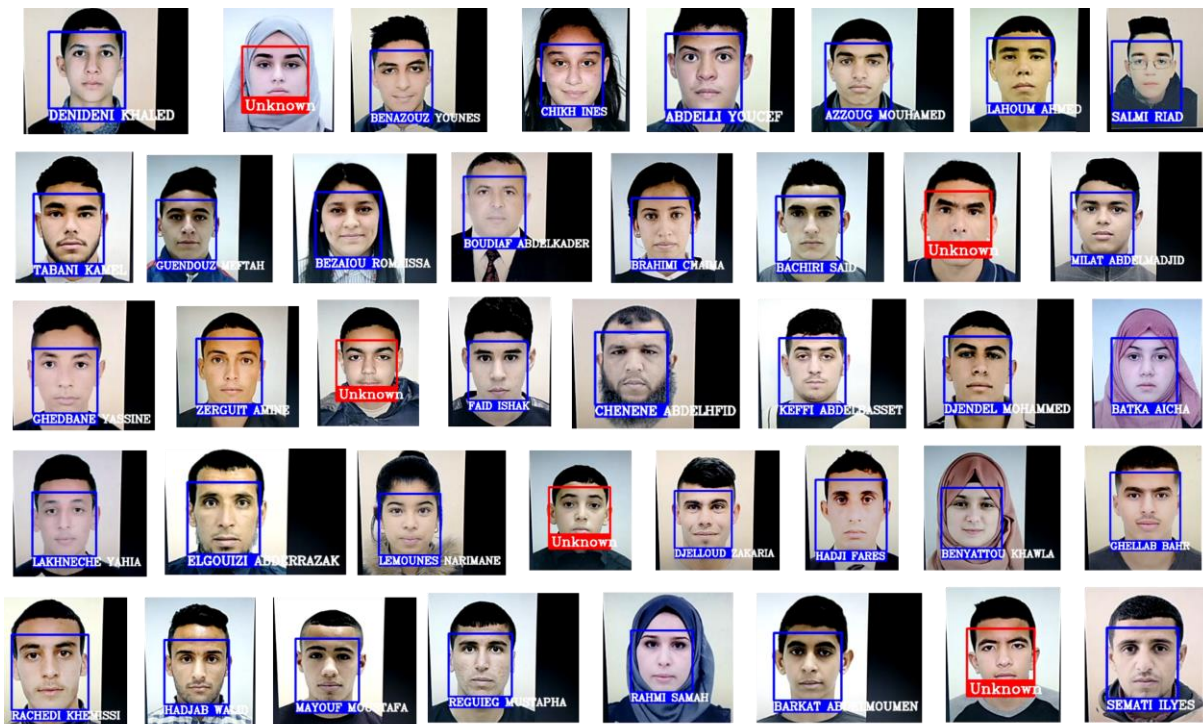 DENIDENI KHALED
Unknown
BENAZOUZ YOUNES
CHIKH INES
ABDELLI YOUCEF
AZZOUG MOUHAMED
LAHOUM AHMED
SALMI RIAD
TABANI KAMEL
GUENDOUZ MEFTAH
BEZAIOU ROMAISSA
BOUDIAF ABDELKADER
IBRAHIMI CHAIMA
BACHIRI SAID
Unknown
MILAT ABDELMADJID
GHEDBANE YASSINE
ZERGUIT AMINE
Unknown
FAID ISHAK
CHENENE ABDELHFID
KEFFI ABDELBASSET
DJENDEL MOHAMMED
BATKA AICHA
LAKHNECHE YAHIA
ELGOUIZI ABDERRAZAK
LEMOUNES NARIMANE
Unknown
DJELLOUD ZAKARIA
HADJI FARES
BENYATTOU KHAWLA
GHELLAB BAHR
RACHEDI KHEMISSI
HADJAB WALID
MAYOUF MOUSTAFA
REGUIEG MUSTAPHA
RAHMI SAMAH
BARKAT ABDELMOUMEN
Unknown
SEMATI ILYES